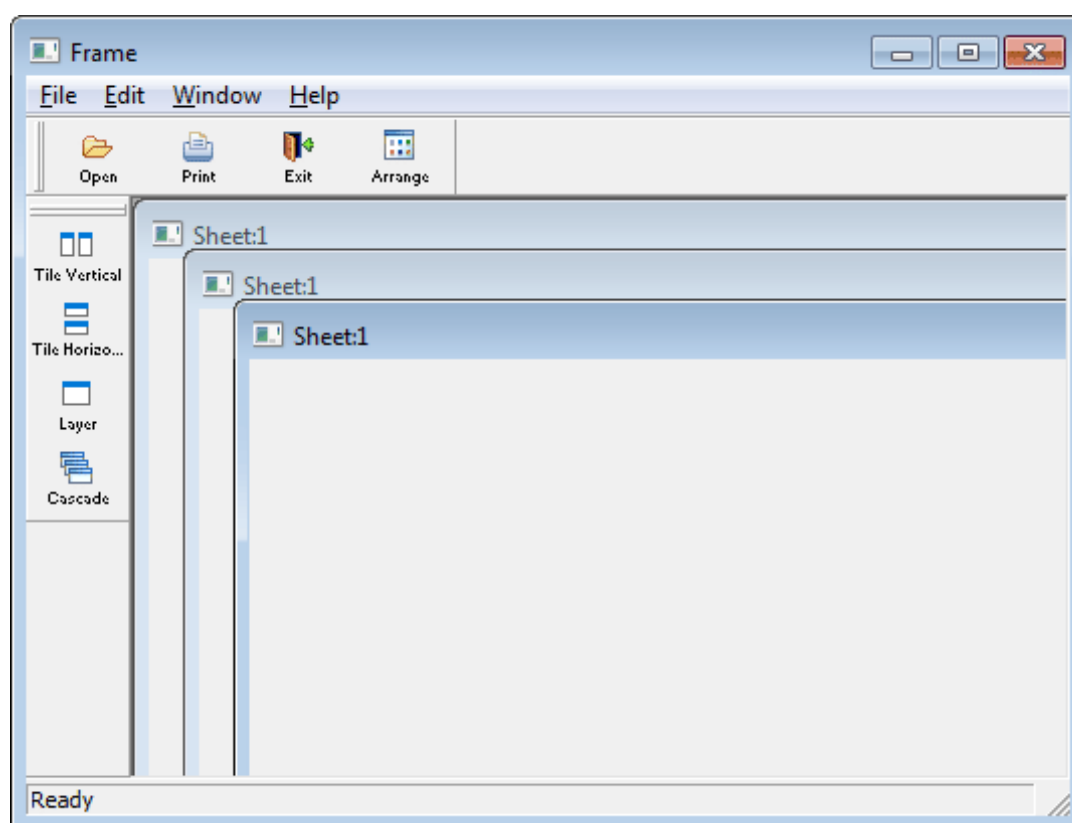 Frame
File Edit Window Help
Open Print Exit Arrange
Sheet:1
Tile Vertical
Sheet:1
Sheet:1
Tile Horizo...
Layer
Cascade
Ready